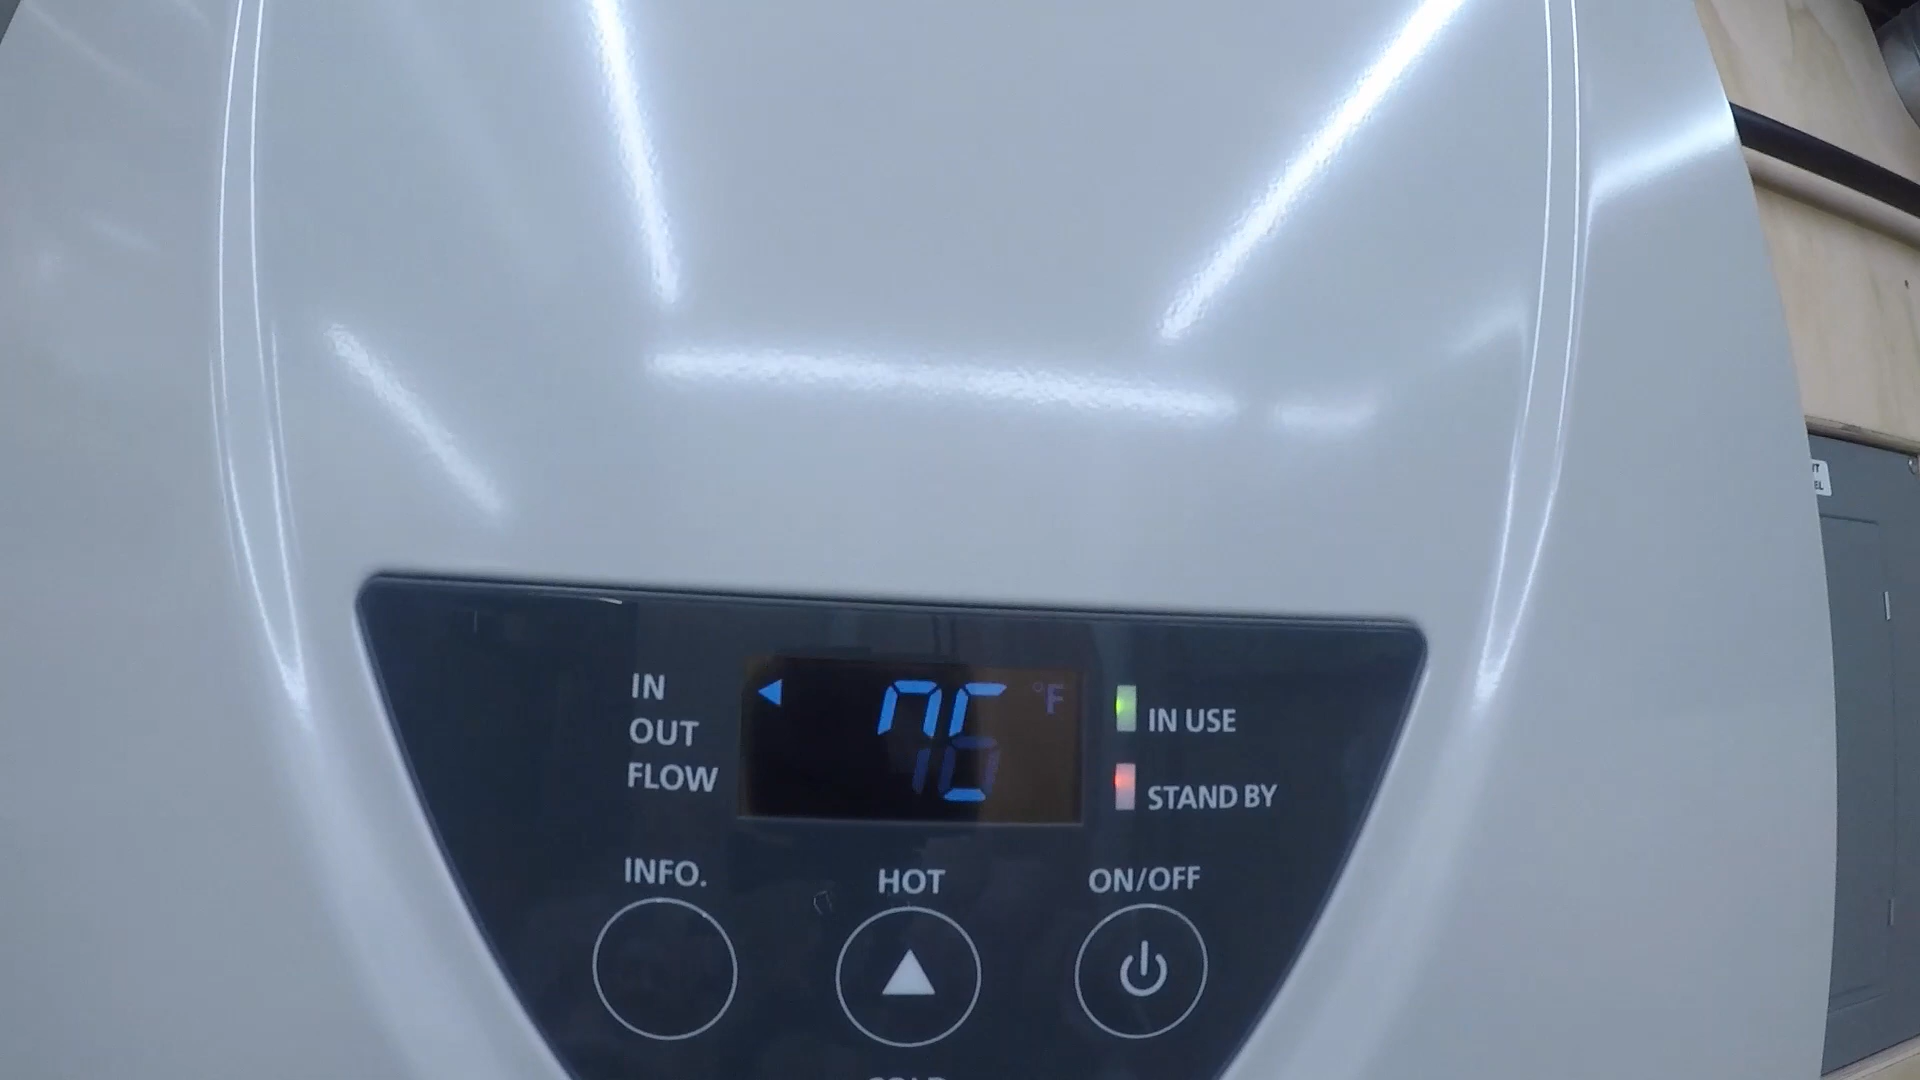 IN
OUT
FLOW
76 °F
IN USE
STAND BY
INFO.
HOT
ON/OFF